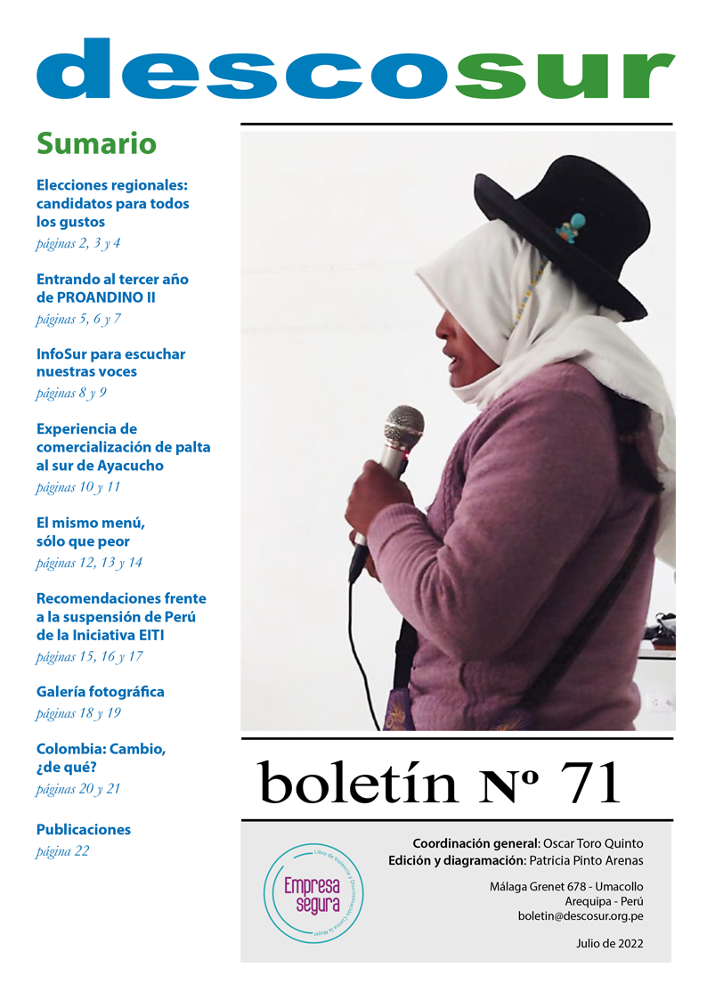 descosur
Sumario
Elecciones regionales:
candidatos para todos
los gustos
páginas 2, 3 y 4
Entrando al tercer año
de PROANDINO II
páginas 5, 6 y 7
InfoSur para escuchar
nuestras voces
páginas 8 y 9
Experiencia de
comercialización de palta
al sur de Ayacucho
páginas 10 y 11
El mismo menú,
sólo que peor
páginas 12, 13 y 14
Recomendaciones frente
a la suspensión de Perú
de la Iniciativa EITI
páginas 15, 16 y 17
Galería fotográfica
páginas 18 y 19
Colombia: Cambio,
¿de qué?
páginas 20 y 21
Publicaciones
página 22
boletín Nº 71
Libre de Violencia y Discriminación Contra la Mujer
Empresa
segura
Coordinación general: Oscar Toro Quinto
Edición y diagramación: Patricia Pinto Arenas
Málaga Grenet 678 - Umacollo
Arequipa - Perú
boletin@descosur.org.pe
Julio de 2022